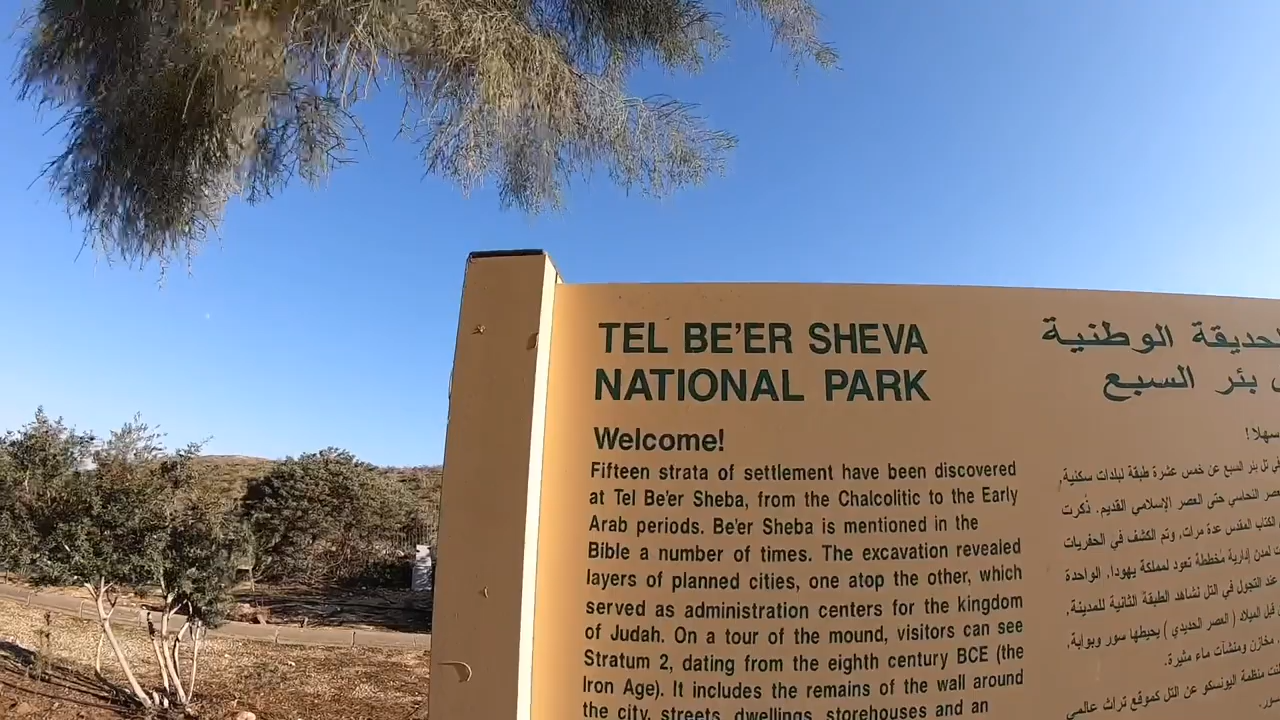 TEL BE'ER SHEVA
NATIONAL PARK
Welcome!
Fifteen strata of settlement have been discovered
at Tel Be'er Sheba, from the Chalcolitic to the Early
Arab periods. Be'er Sheba is mentioned in the
Bible a number of times. The excavation revealed
layers of planned cities, one atop the other, which
served as administration centers for the kingdom
of Judah. On a tour of the mound, visitors can see
Stratum 2, dating from the eighth century BCE (the
Iron Age). It includes the remains of the wall around
the city, streets, dwellings, storehouses and an
الحديقة الوطنية
بئر السبع
في تل بئر السبع عن خمس عشرة طبقة لبلدات سكنية,
النحاسي حتى العصر الإسلامي القديم. ذُكرت
الكتاب المقدس عدة مرات, وتم الكشف في الحفريات
لمدن إدارية مُخططة تعود لمملكة يهودا, الواحدة
عند التجول في التل نشاهد الطبقة الثانية للمدينة,
قبل الميلاد ( العصر الحديدي ) يحيطها سور وبوابة,
مخازن ومنشآت ماء مثيرة.
منظمة اليونسكو عن التل كموقع تراث عالمي